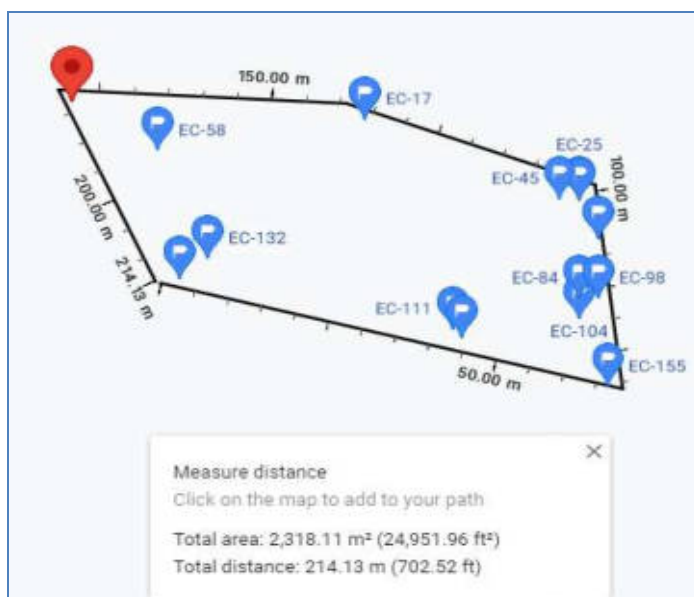 150.00 m
EC-17
EC-58
EC-25
EC-45
100.00 m
200.00 m
EC-132
214.13 m
EC-84
EC-98
EC-111
EC-104
EC-155
50.00 m
Measure distance
Click on the map to add to your path
Total area: 2,318.11 m² (24,951.96 ft²)
Total distance: 214.13 m (702.52 ft)